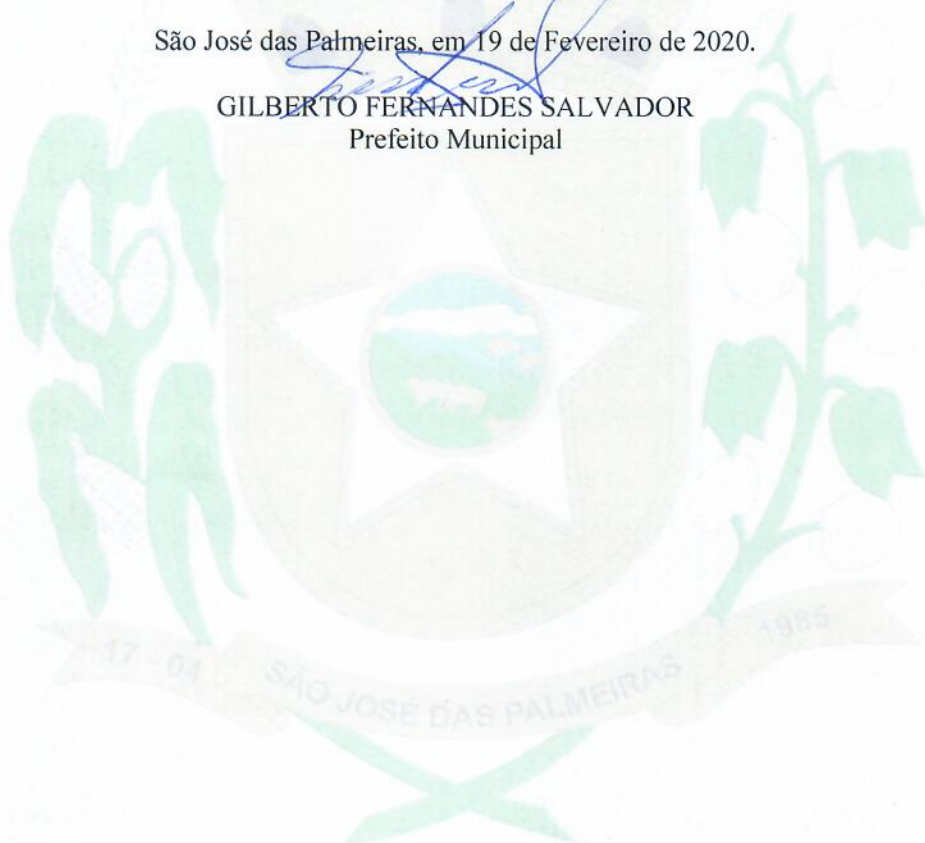 São José das Palmeiras, em 19 de Fevereiro de 2020.
GILBERTO FERNANDES SALVADOR
Prefeito Municipal
17 - 04
SÃO JOSÉ DAS PALMEIRAS
1985